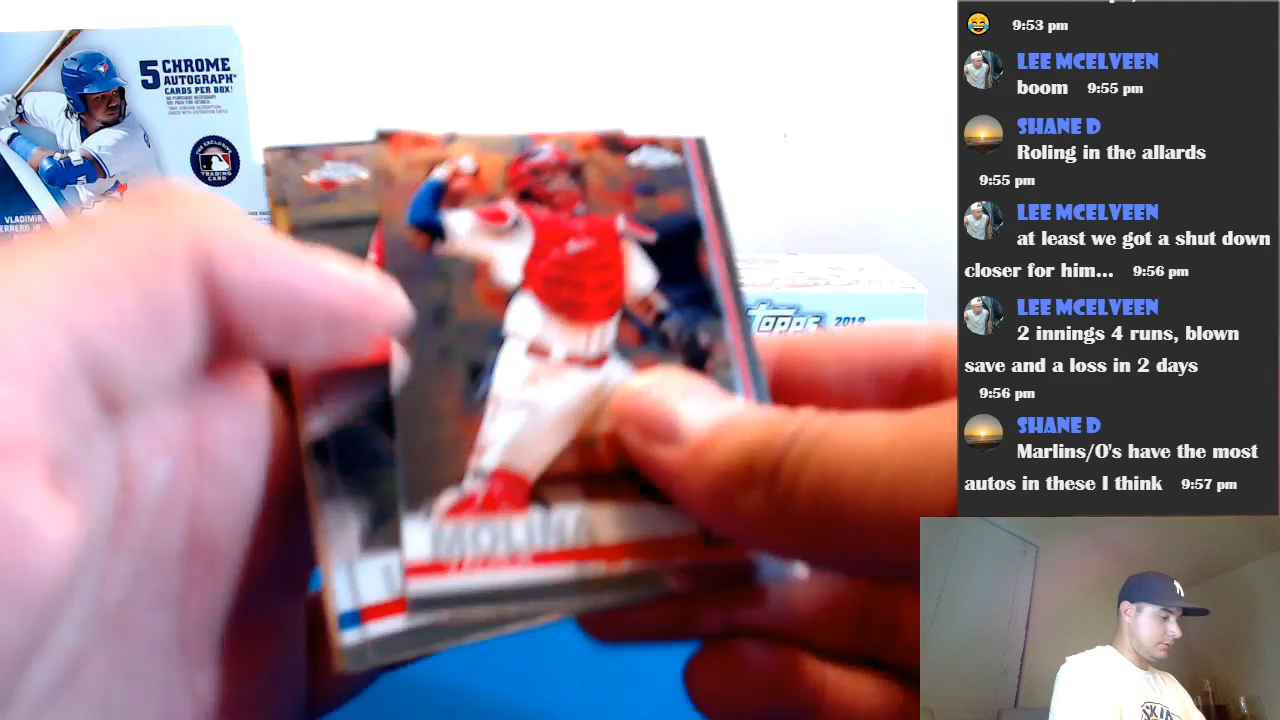 5 CHROME
AUTOGRAPH*
CARDS PER BOX!
VLADIMIR
TRADING
CARD
Topps 2019
MOLINA
9:53 pm
LEE MCELVEEN
boom 9:55 pm
SHANE D
Roling in the allards
9:55 pm
LEE MCELVEEN
at least we got a shut down
closer for him... 9:56 pm
LEE MCELVEEN
2 innings 4 runs, blown
save and a loss in 2 days
9:56 pm
SHANE D
Marlins/O's have the most
autos in these I think 9:57 pm